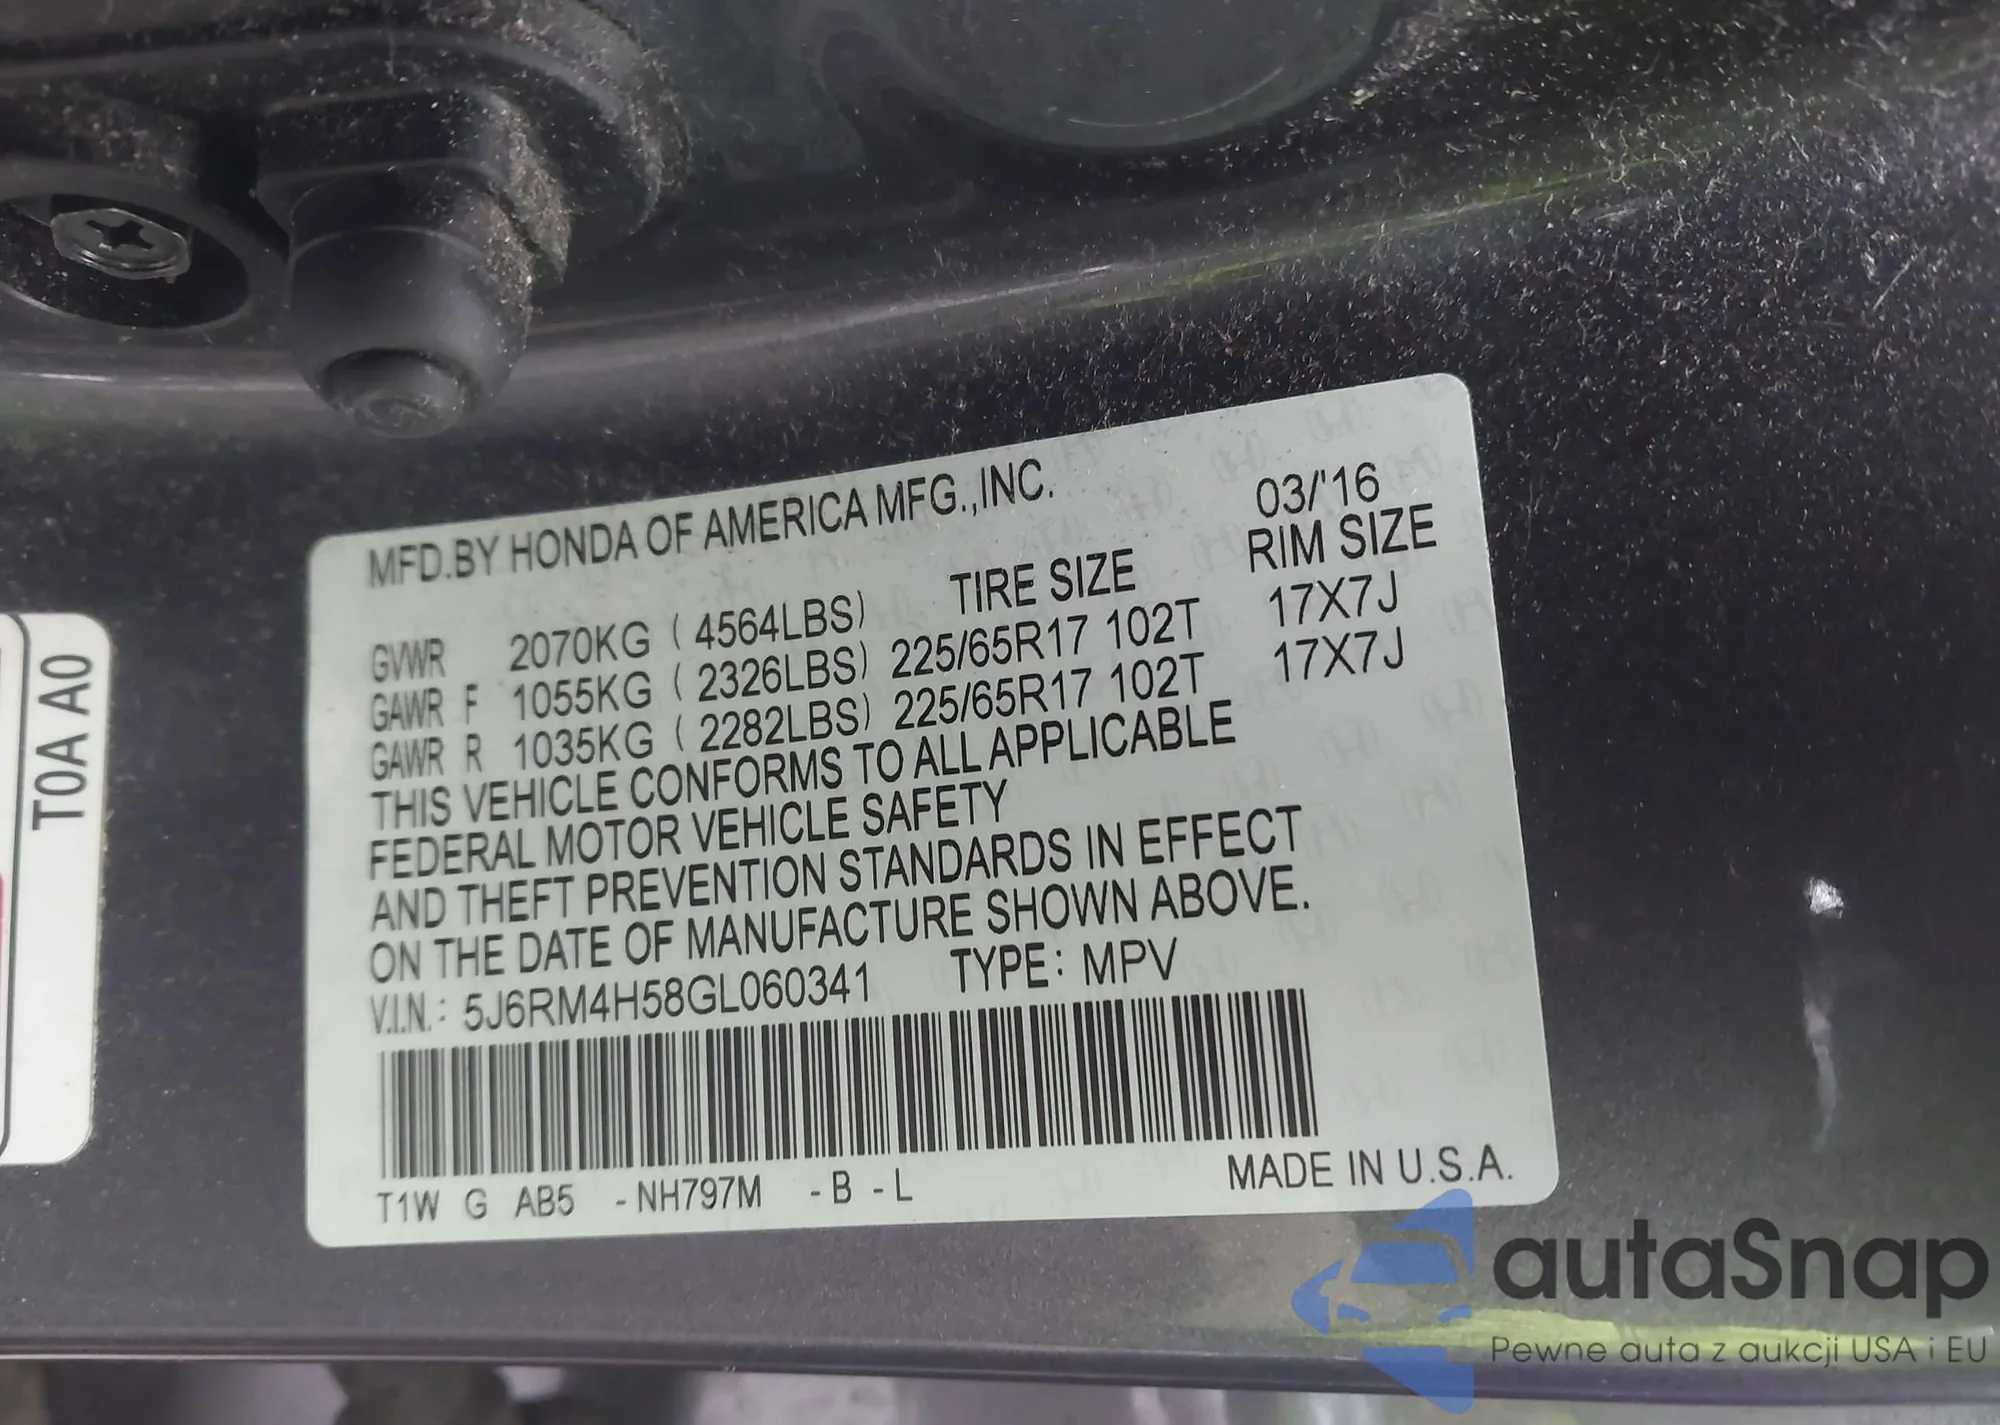 MFD.BY HONDA OF AMERICA MFG.,INC. 03/'16
TIRE SIZE RIM SIZE
GVWR 2070KG (4564LBS)
GAWR F 1055KG (2326LBS) 225/65R17 102T 17X7J
GAWR R 1035KG (2282LBS) 225/65R17 102T 17X7J
THIS VEHICLE CONFORMS TO ALL APPLICABLE
FEDERAL MOTOR VEHICLE SAFETY
AND THEFT PREVENTION STANDARDS IN EFFECT
ON THE DATE OF MANUFACTURE SHOWN ABOVE.
V.I.N.: 5J6RM4H58GL060341 TYPE: MPV
T1W G AB5 -NH797M -B -L MADE IN U.S.A.
T0A A0
autaSnap
Pewne auta z aukcji USA i EU